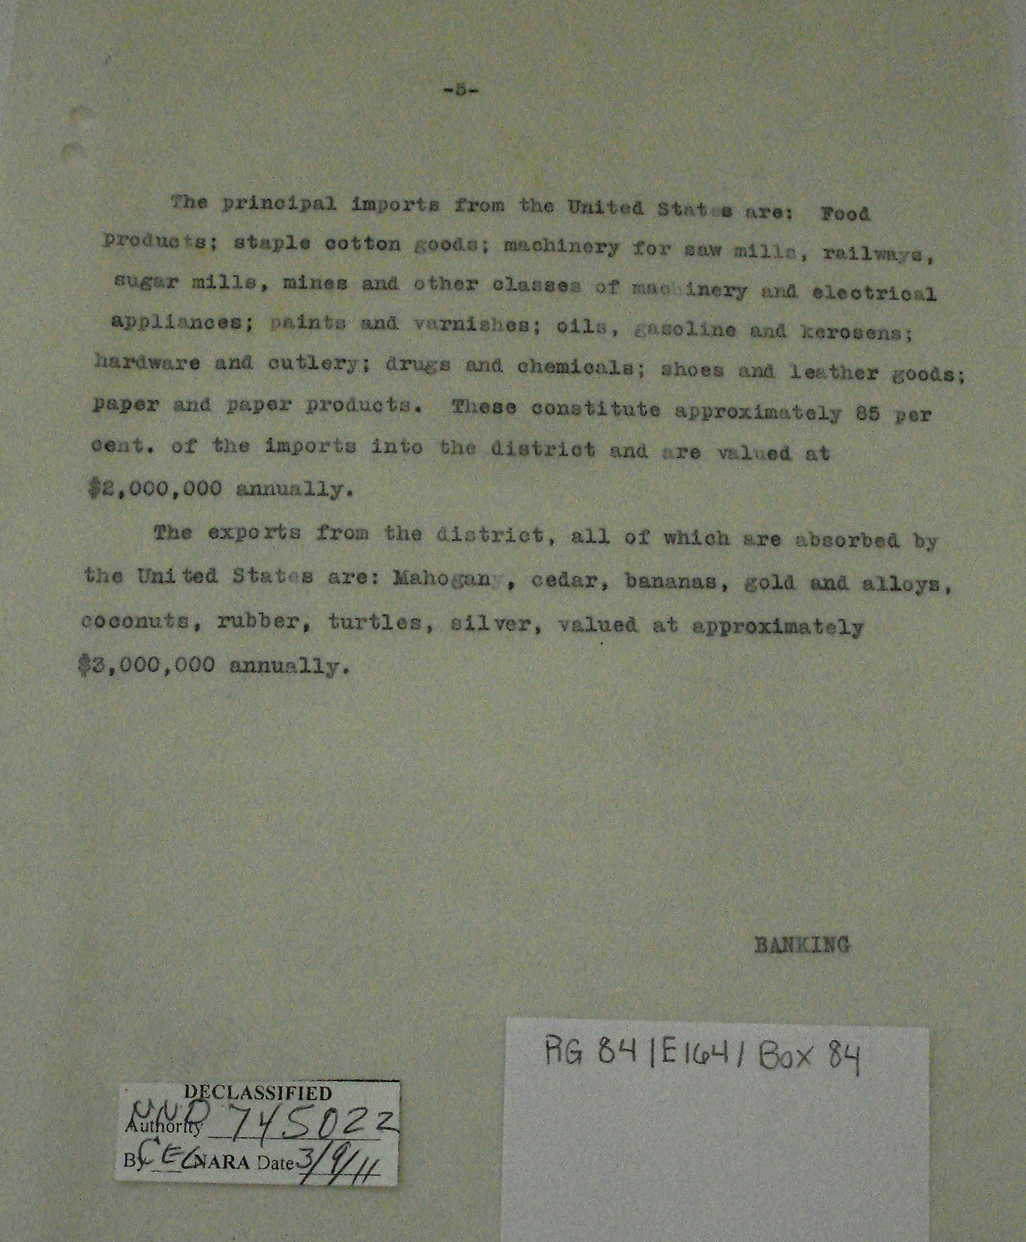 -5-
The principal imports from the United States are: Food
products; staple cotton goods; machinery for saw mills, railways,
sugar mills, mines and other classes of machinery and electrical
appliances; paints and varnishes; oils, gasoline and kerosens;
hardware and cutlery; drugs and chemicals; shoes and leather goods;
paper and paper products. These constitute approximately 85 per
cent. of the imports into the district and are valued at
$2,000,000 annually.
The exports from the district, all of which are absorbed by
the United States are: Mahogany, cedar, bananas, gold and alloys,
coconuts, rubber, turtles, silver, valued at approximately
$3,000,000 annually.
BANKING
RG 84 | E164 / Box 84
DECLASSIFIED
Authority NND 745022
By CEG NARA Date 3/9/11